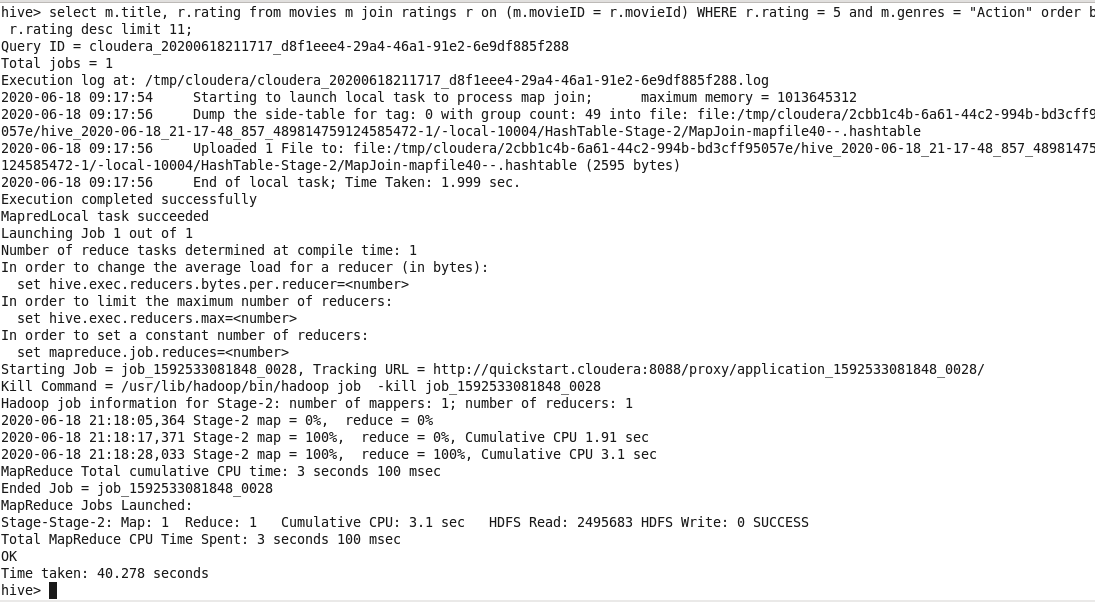 hive> select m.title, r.rating from movies m join ratings r on (m.movieID = r.movieId) WHERE r.rating = 5 and m.genres = "Action" order b
 r.rating desc limit 11;
Query ID = cloudera_20200618211717_d8f1eee4-29a4-46a1-91e2-6e9df885f288
Total jobs = 1
Execution log at: /tmp/cloudera/cloudera_20200618211717_d8f1eee4-29a4-46a1-91e2-6e9df885f288.log
2020-06-18 09:17:54     Starting to launch local task to process map join;      maximum memory = 1013645312
2020-06-18 09:17:56     Dump the side-table for tag: 0 with group count: 49 into file: file:/tmp/cloudera/2cbb1c4b-6a61-44c2-994b-bd3cff9
057e/hive_2020-06-18_21-17-48_857_489814759124585472-1/-local-10004/HashTable-Stage-2/MapJoin-mapfile40--.hashtable
2020-06-18 09:17:56     Uploaded 1 File to: file:/tmp/cloudera/2cbb1c4b-6a61-44c2-994b-bd3cff95057e/hive_2020-06-18_21-17-48_857_48981475
124585472-1/-local-10004/HashTable-Stage-2/MapJoin-mapfile40--.hashtable (2595 bytes)
2020-06-18 09:17:56     End of local task; Time Taken: 1.999 sec.
Execution completed successfully
MapredLocal task succeeded
Launching Job 1 out of 1
Number of reduce tasks determined at compile time: 1
In order to change the average load for a reducer (in bytes):
  set hive.exec.reducers.bytes.per.reducer=<number>
In order to limit the maximum number of reducers:
  set hive.exec.reducers.max=<number>
In order to set a constant number of reducers:
  set mapreduce.job.reduces=<number>
Starting Job = job_1592533081848_0028, Tracking URL = http://quickstart.cloudera:8088/proxy/application_1592533081848_0028/
Kill Command = /usr/lib/hadoop/bin/hadoop job  -kill job_1592533081848_0028
Hadoop job information for Stage-2: number of mappers: 1; number of reducers: 1
2020-06-18 21:18:05,364 Stage-2 map = 0%,  reduce = 0%
2020-06-18 21:18:17,371 Stage-2 map = 100%,  reduce = 0%, Cumulative CPU 1.91 sec
2020-06-18 21:18:28,033 Stage-2 map = 100%,  reduce = 100%, Cumulative CPU 3.1 sec
MapReduce Total cumulative CPU time: 3 seconds 100 msec
Ended Job = job_1592533081848_0028
MapReduce Jobs Launched:
Stage-Stage-2: Map: 1  Reduce: 1   Cumulative CPU: 3.1 sec   HDFS Read: 2495683 HDFS Write: 0 SUCCESS
Total MapReduce CPU Time Spent: 3 seconds 100 msec
OK
Time taken: 40.278 seconds
hive>